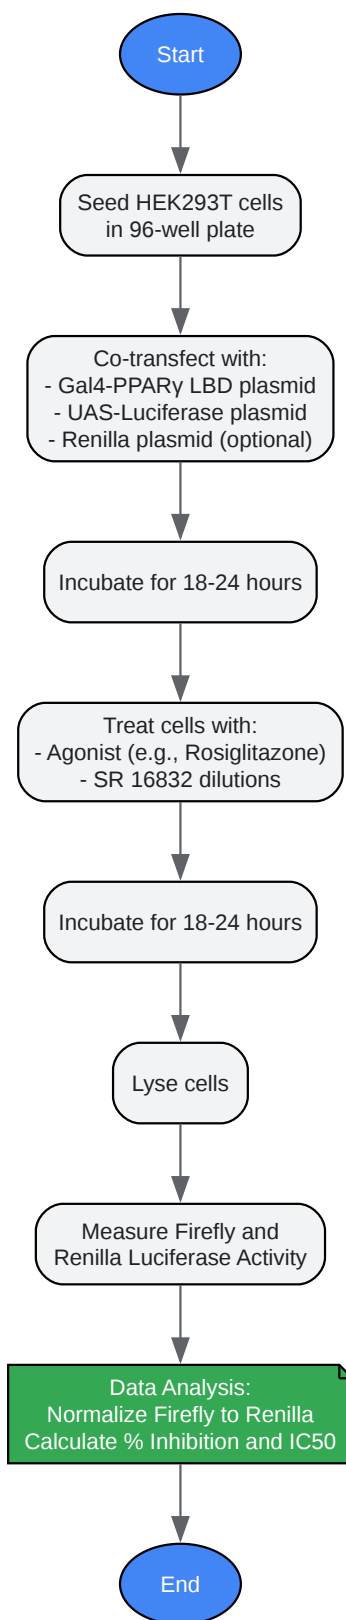 Start
Seed HEK293T cells
in 96-well plate
Co-transfect with:
- Gal4-PPARγ LBD plasmid
- UAS-Luciferase plasmid
- Renilla plasmid (optional)
Incubate for 18-24 hours
Treat cells with:
- Agonist (e.g., Rosiglitazone)
- SR 16832 dilutions
Incubate for 18-24 hours
Lyse cells
Measure Firefly and
Renilla Luciferase Activity
Data Analysis:
Normalize Firefly to Renilla
Calculate % Inhibition and IC50
End